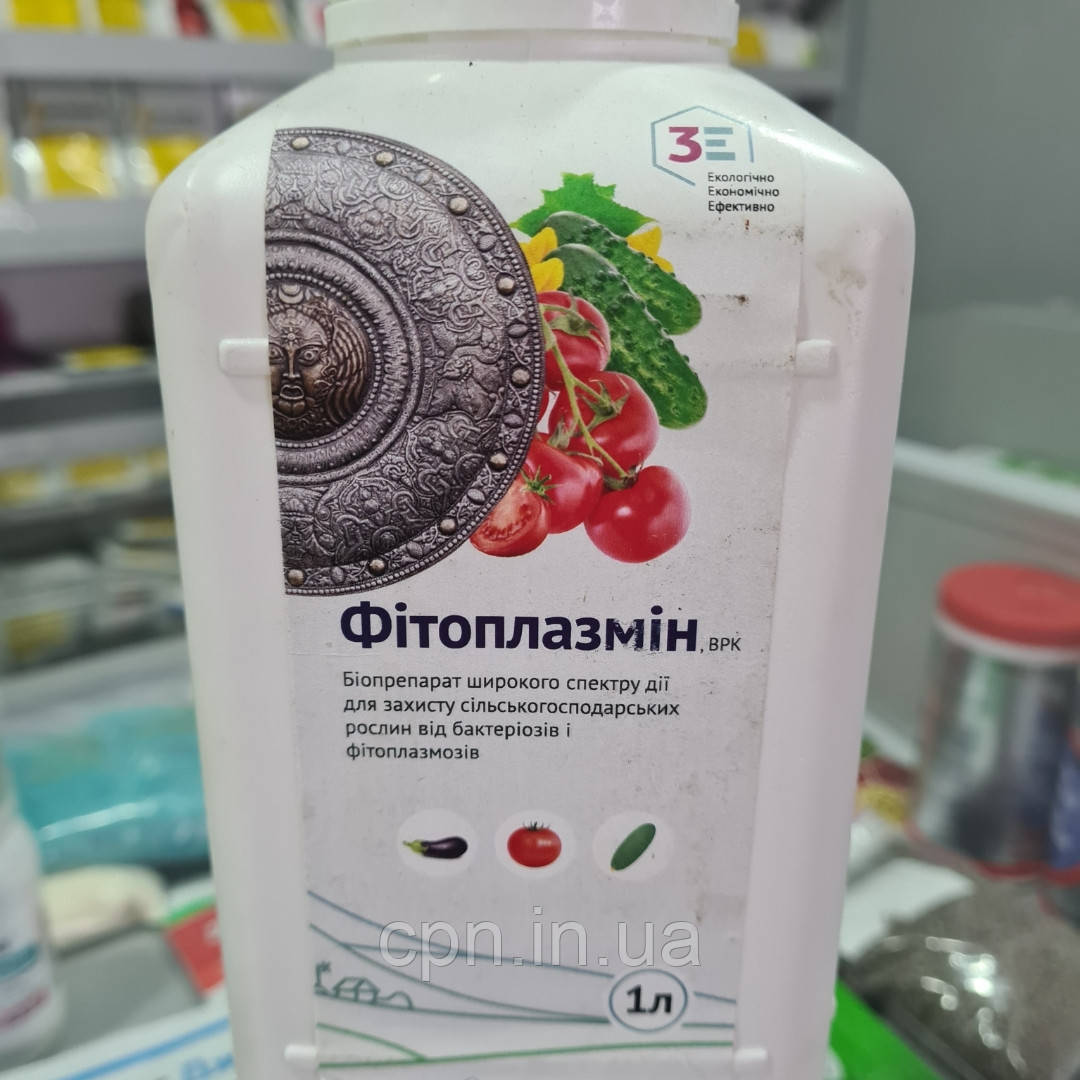 3E
Екологічно
Економічно
Ефективно
Фітоплазмін, ВРК
Біопрепарат широкого спектру дії
для захисту сільськогосподарських
рослин від бактеріозів і
фітоплазмозів
cpn.in.ua
1л